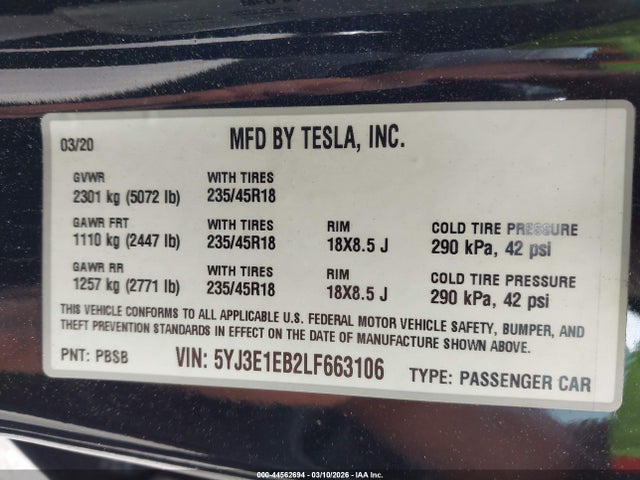 03/20 MFD BY TESLA, INC.
GVWR WITH TIRES
2301 kg (5072 lb) 235/45R18
GAWR FRT WITH TIRES RIM COLD TIRE PRESSURE
1110 kg (2447 lb) 235/45R18 18X8.5 J 290 kPa, 42 psi
GAWR RR WITH TIRES RIM COLD TIRE PRESSURE
1257 kg (2771 lb) 235/45R18 18X8.5 J 290 kPa, 42 psi
THIS VEHICLE CONFORMS TO ALL APPLICABLE U.S. FEDERAL MOTOR VEHICLE SAFETY, BUMPER, AND
THEFT PREVENTION STANDARDS IN EFFECT ON THE DATE OF MANUFACTURE SHOWN ABOVE.
PNT: PBSB VIN: 5YJ3E1EB2LF663106 TYPE: PASSENGER CAR
000-44562694 - 03/10/2026 - IAA Inc.